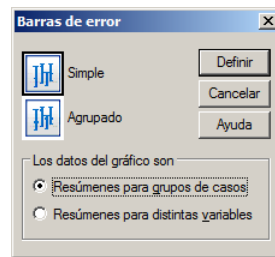 Barras de error
Simple
Agrupado
Definir
Cancelar
Ayuda
Los datos del gráfico son
Resúmenes para grupos de casos
Resúmenes para distintas variables